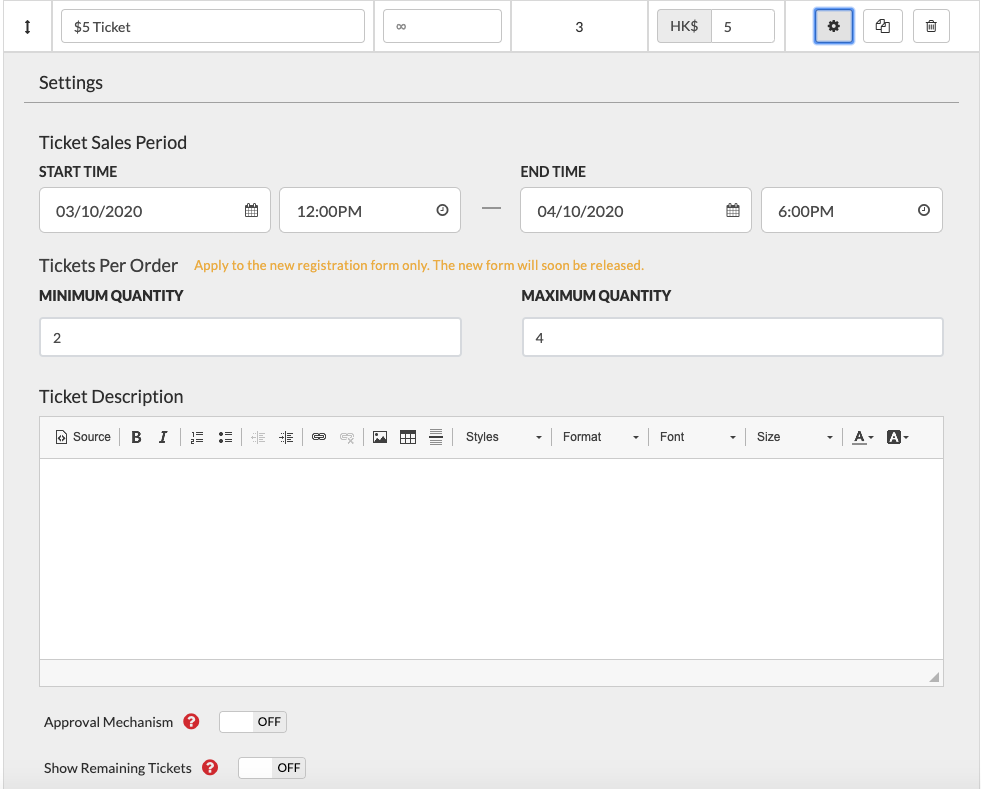 $5 Ticket ∞ 3 HK$ 5
Settings
Ticket Sales Period
START TIME END TIME
03/10/2020 12:00PM — 04/10/2020 6:00PM
Tickets Per Order Apply to the new registration form only. The new form will soon be released.
MINIMUM QUANTITY MAXIMUM QUANTITY
2 4
Ticket Description
Source B I Styles Format Font Size A A
Approval Mechanism ? OFF
Show Remaining Tickets ? OFF